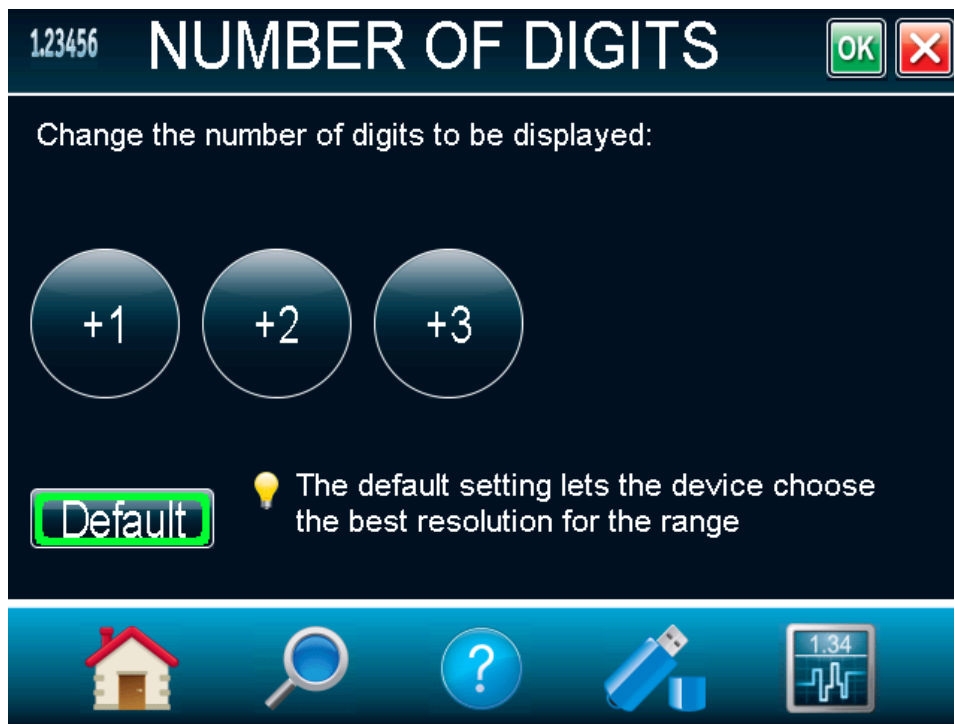 1.23456 NUMBER OF DIGITS OK
Change the number of digits to be displayed:
+1 +2 +3
The default setting lets the device choose
Default the best resolution for the range
?
1.34